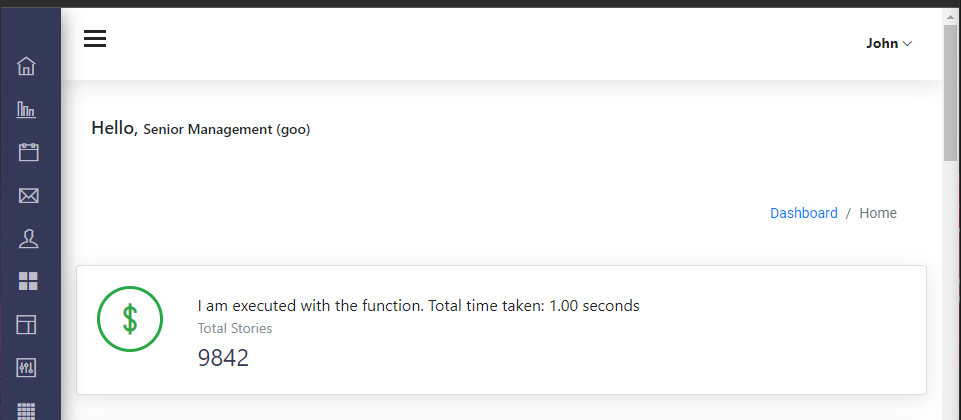 John
Hello, Senior Management (goo)
Dashboard / Home
$
I am executed with the function. Total time taken: 1.00 seconds
Total Stories
9842